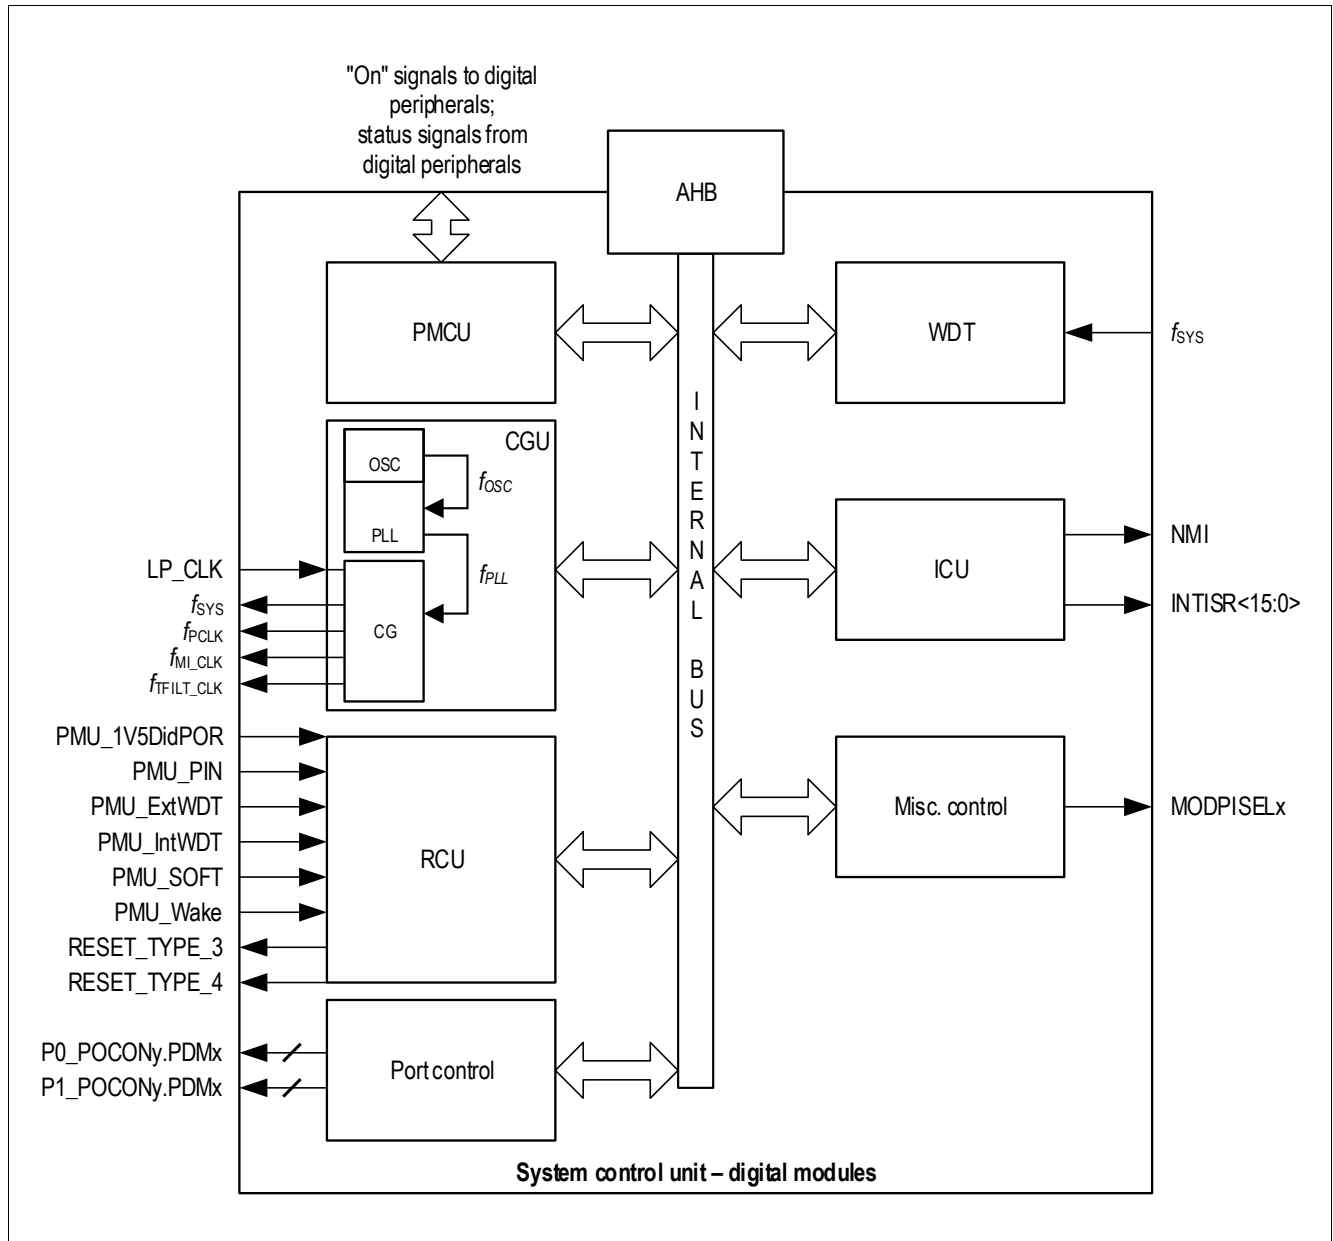 "On" signals to digital
peripherals;
status signals from
digital peripherals
AHB
PMCU
WDT
fSYS
INTERNAL BUS
CGU
OSC
fOSC
PLL
fPLL
LP_CLK
fSYS
fPCLK
fMI_CLK
fTFILT_CLK
CG
ICU
NMI
INTISR<15:0>
PMU_1V5DidPOR
PMU_PIN
PMU_ExtWDT
PMU_IntWDT
PMU_SOFT
PMU_Wake
RESET_TYPE_3
RESET_TYPE_4
RCU
Misc. control
MODPISELx
P0_POCONy.PDMx
P1_POCONy.PDMx
Port control
System control unit – digital modules